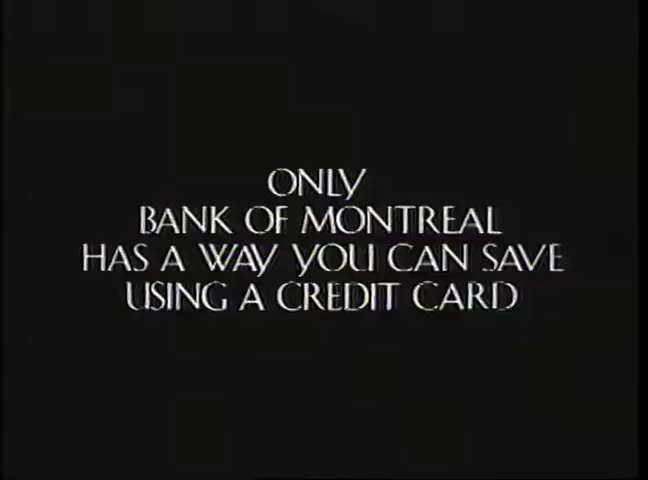 ONLY
BANK OF MONTREAL
HAS A WAY YOU CAN SAVE
USING A CREDIT CARD